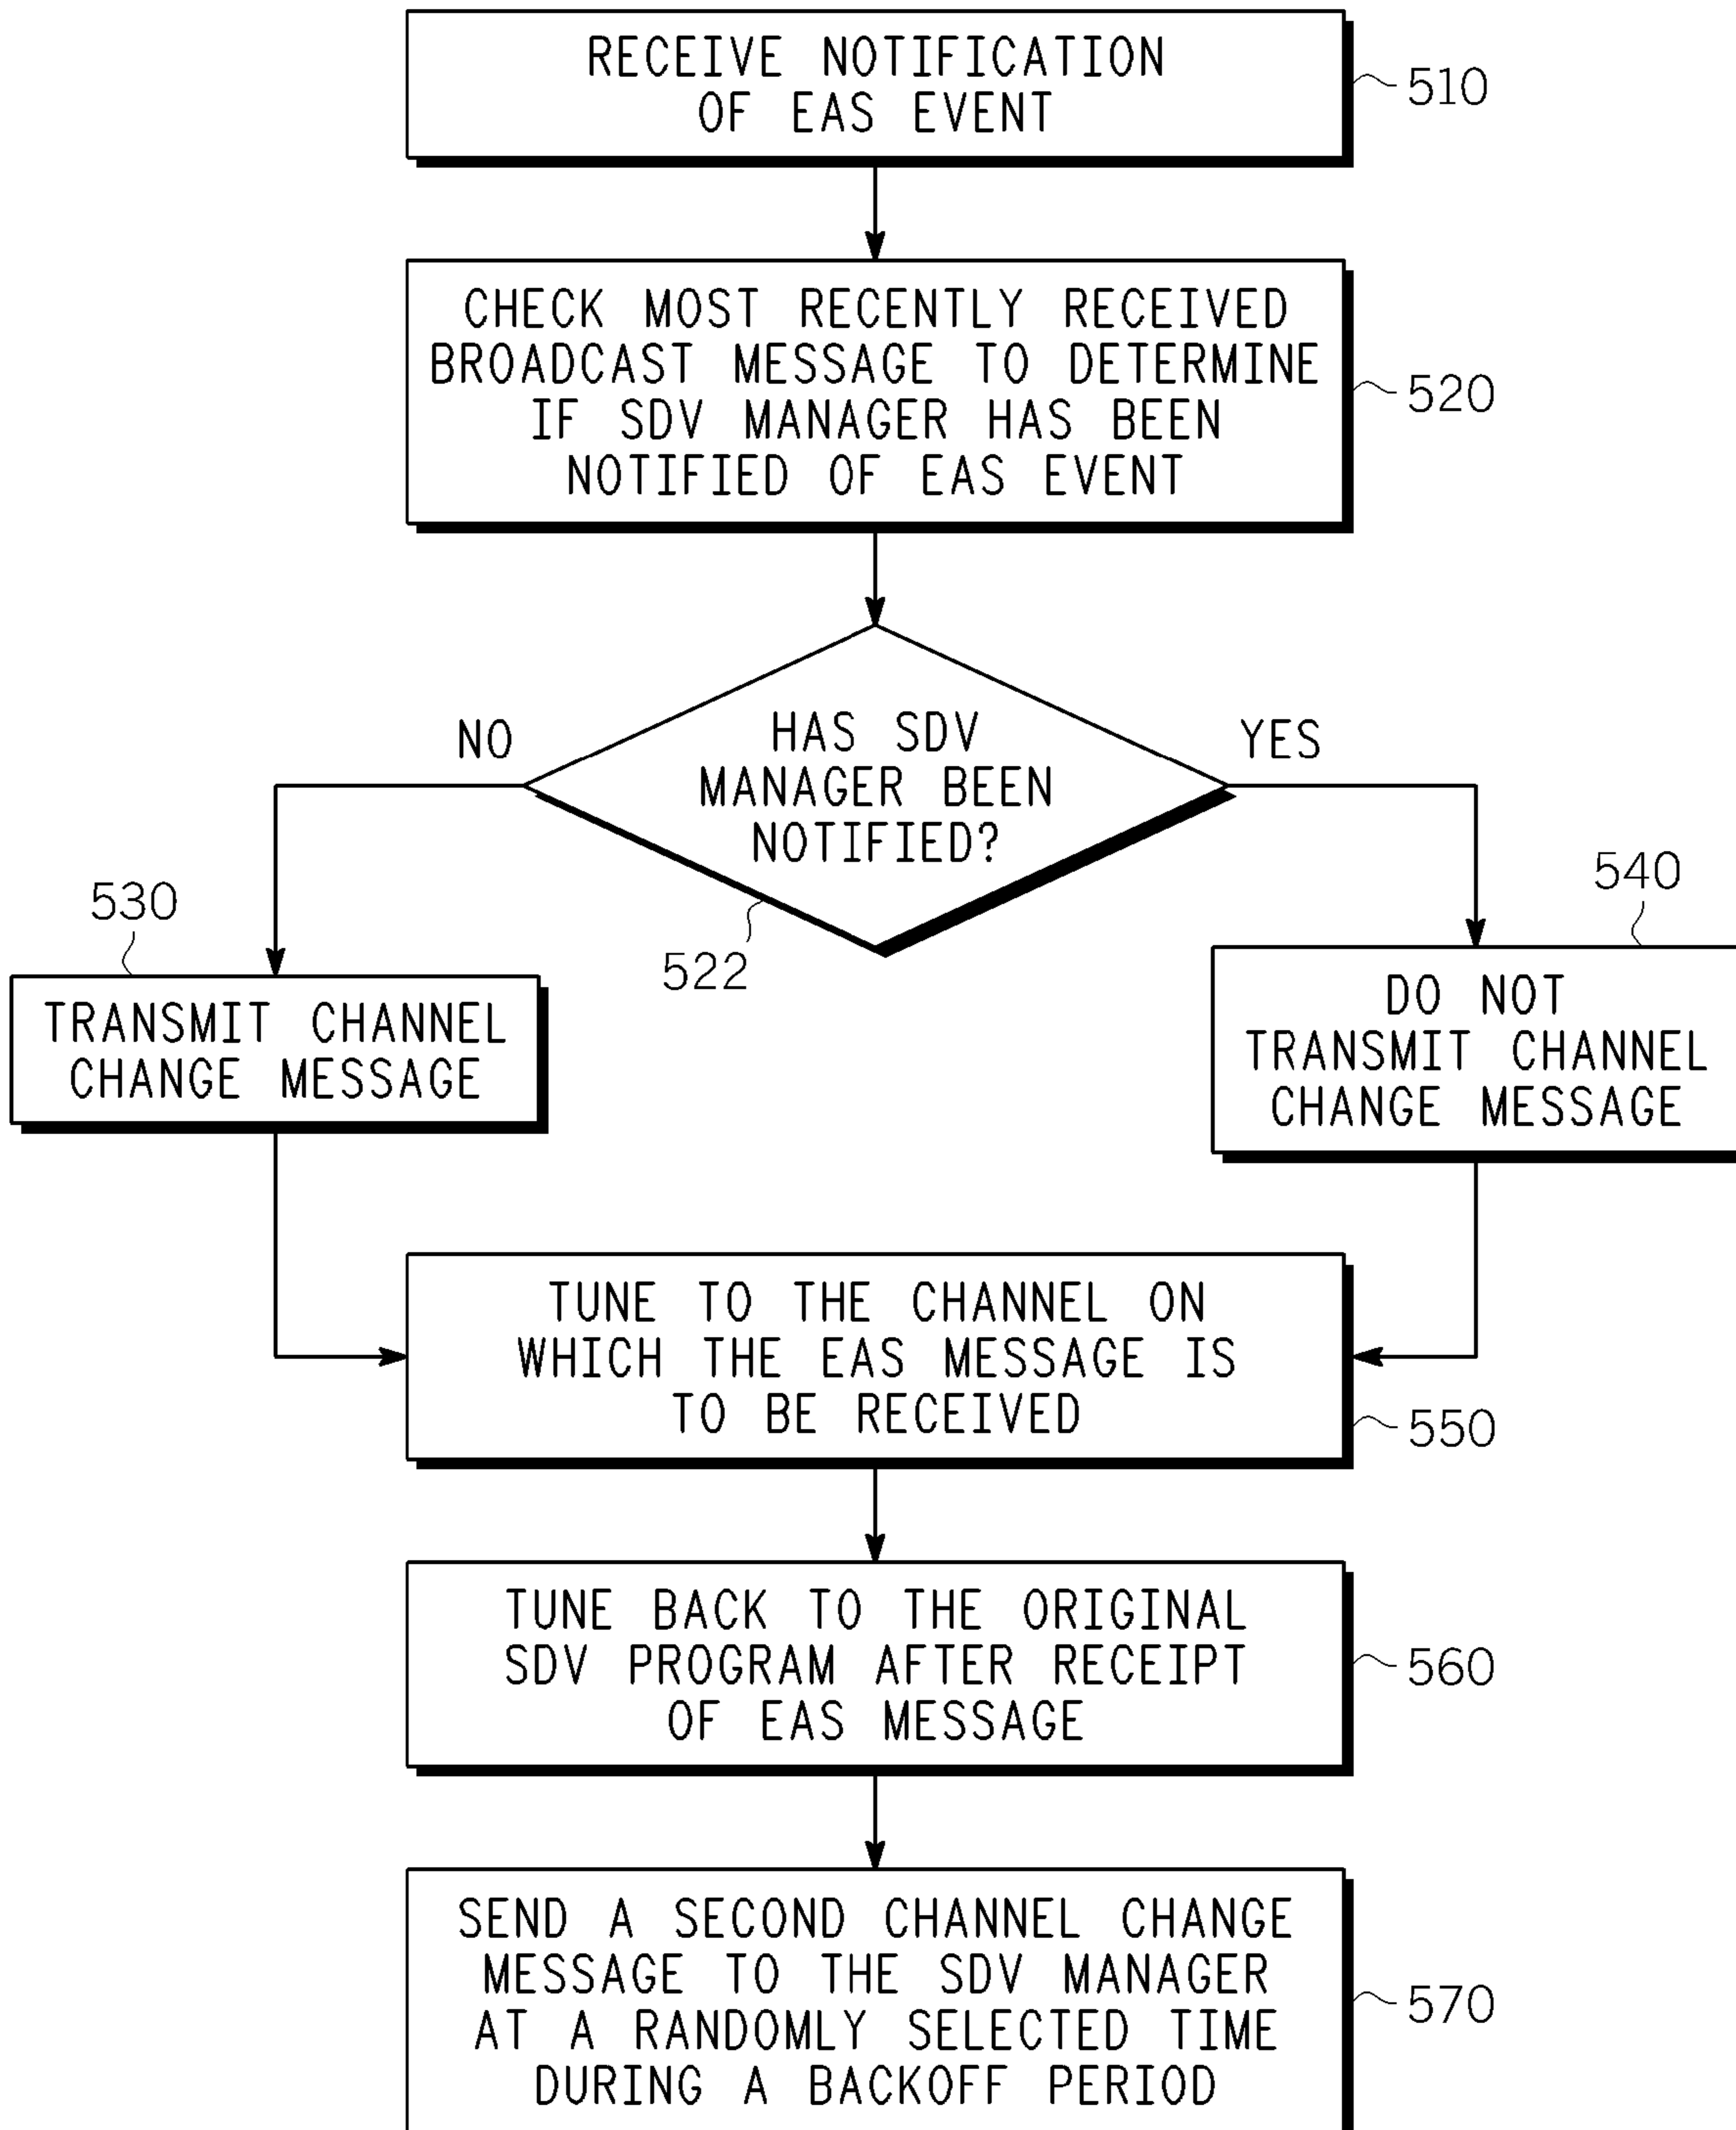 RECEIVE NOTIFICATION
OF EAS EVENT
510
CHECK MOST RECENTLY RECEIVED
BROADCAST MESSAGE TO DETERMINE
IF SDV MANAGER HAS BEEN
NOTIFIED OF EAS EVENT
520
NO
HAS SDV
MANAGER BEEN
NOTIFIED?
YES
522
530
TRANSMIT CHANNEL
CHANGE MESSAGE
540
DO NOT
TRANSMIT CHANNEL
CHANGE MESSAGE
TUNE TO THE CHANNEL ON
WHICH THE EAS MESSAGE IS
TO BE RECEIVED
550
TUNE BACK TO THE ORIGINAL
SDV PROGRAM AFTER RECEIPT
OF EAS MESSAGE
560
SEND A SECOND CHANNEL CHANGE
MESSAGE TO THE SDV MANAGER
AT A RANDOMLY SELECTED TIME
DURING A BACKOFF PERIOD
570